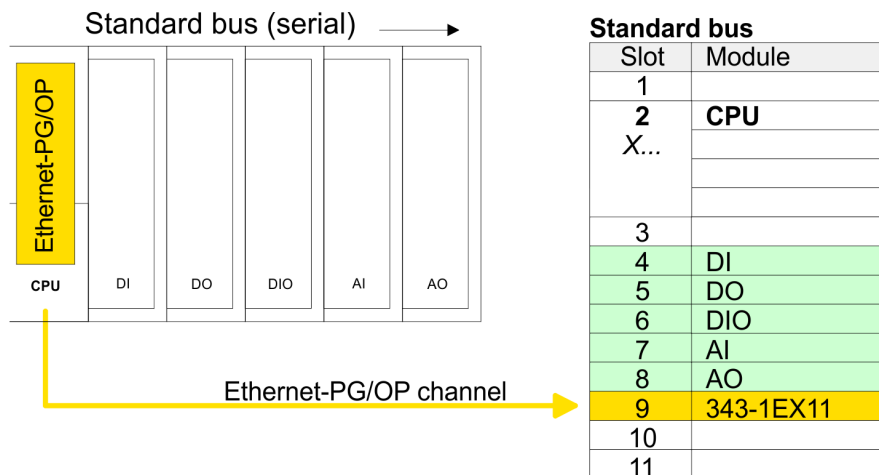 Standard bus (serial)
Ethernet-PG/OP
CPU
DI
DO
DIO
AI
AO
Ethernet-PG/OP channel
Standard bus
Slot Module
1
2 CPU
X...
3
4 DI
5 DO
6 DIO
7 AI
8 AO
9 343-1EX11
10
11